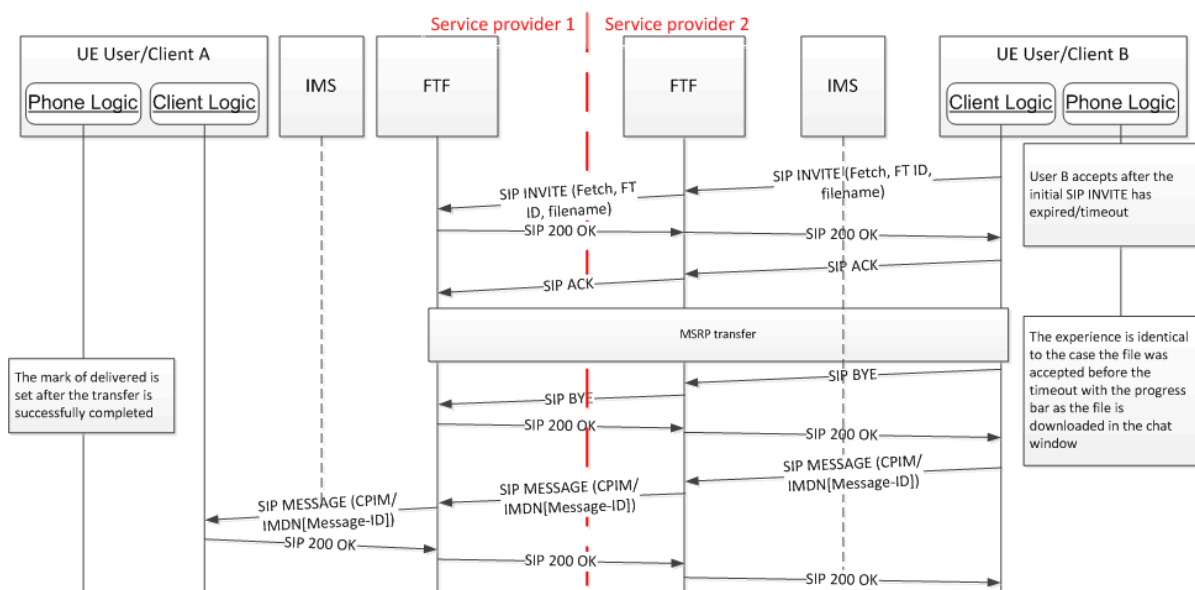 Service provider 1
Service provider 2
UE User/Client A
Phone Logic
Client Logic
IMS
FTF
FTF
IMS
UE User/Client B
Client Logic
Phone Logic
User B accepts after the
initial SIP INVITE has
expired/timeout
SIP INVITE (Fetch, FT ID,
filename)
SIP INVITE (Fetch, FT
ID, filename)
SIP 200 OK
SIP 200 OK
SIP ACK
SIP ACK
MSRP transfer
The experience is identical
to the case the file was
accepted before the
timeout with the progress
bar as the file is
downloaded in the chat
window
The mark of delivered is
set after the transfer is
successfully completed
SIP BYE
SIP BYE
SIP 200 OK
SIP 200 OK
SIP MESSAGE (CPIM/
IMDN[Message-ID])
SIP MESSAGE (CPIM/
IMDN[Message-ID])
SIP MESSAGE (CPIM/
IMDN[Message-ID])
SIP 200 OK
SIP 200 OK
SIP 200 OK